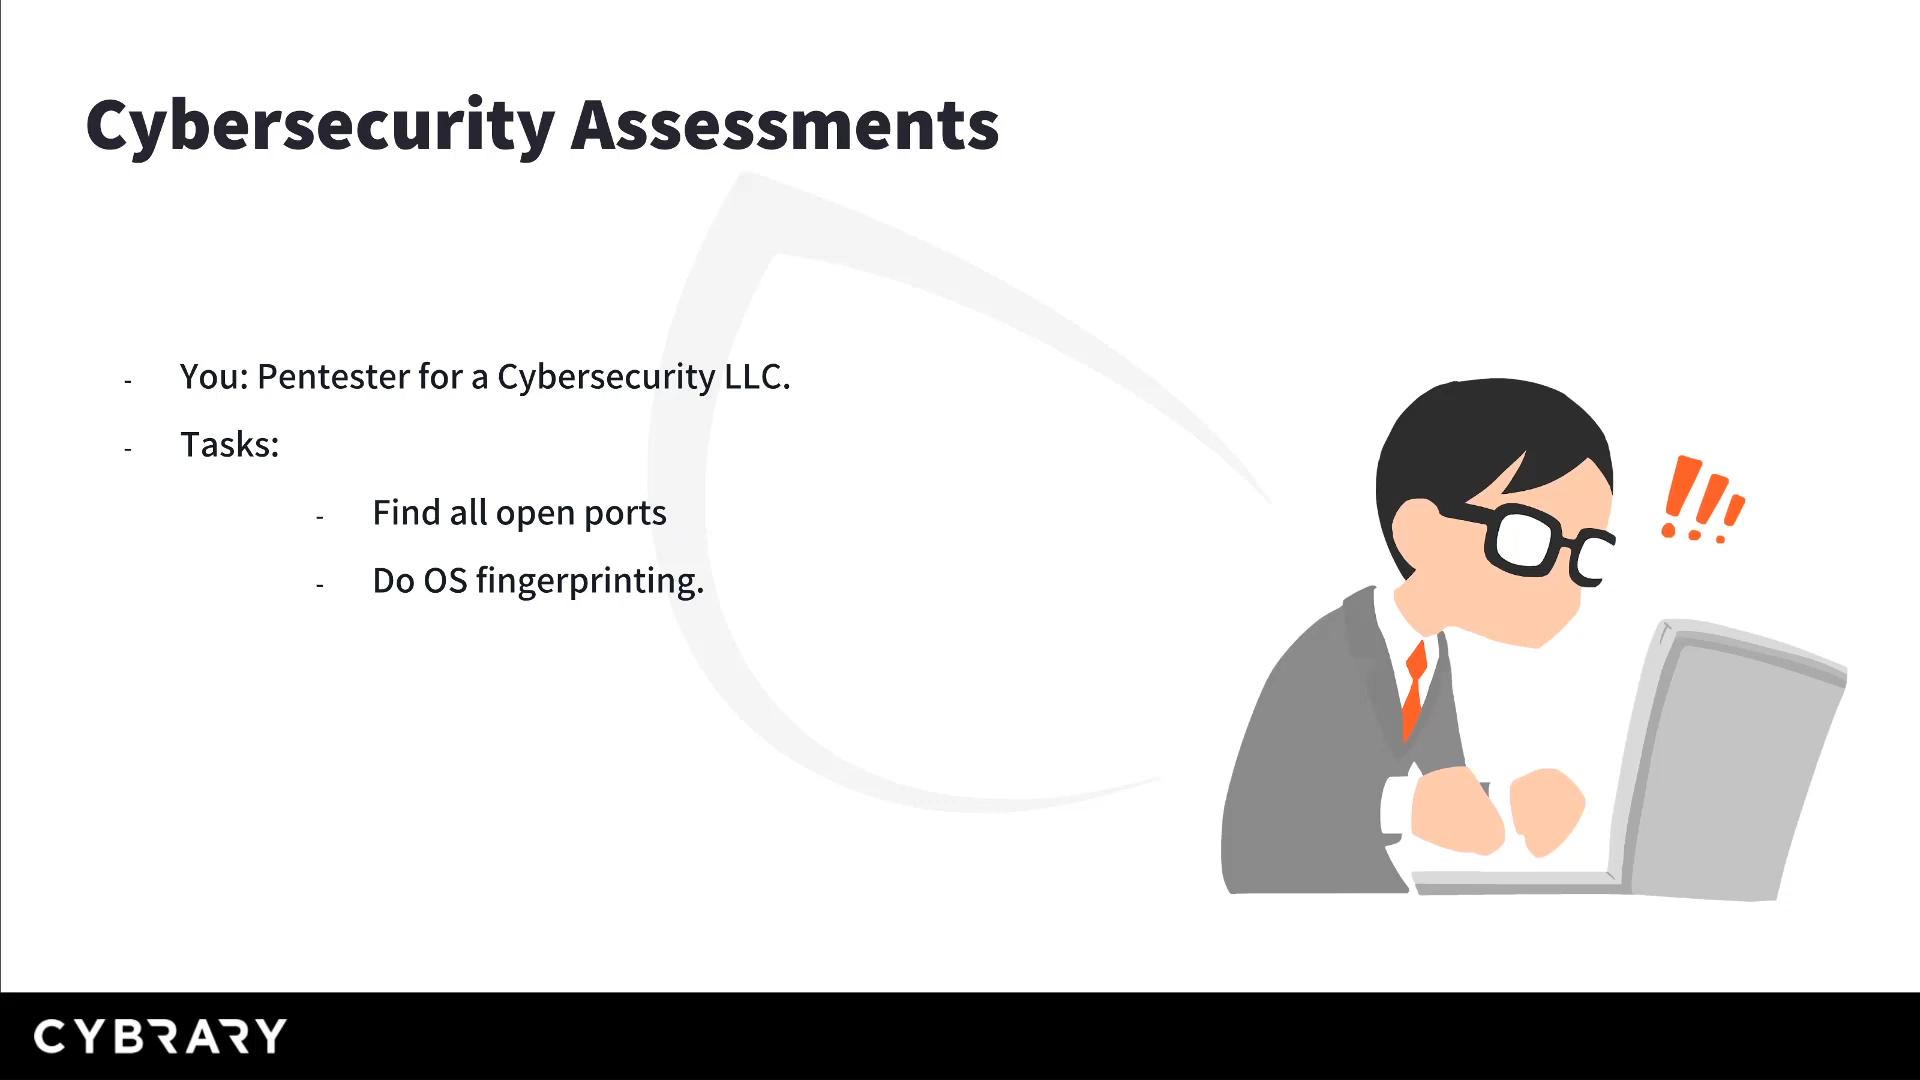 Cybersecurity Assessments
- You: Pentester for a Cybersecurity LLC.
- Tasks:
- Find all open ports
- Do OS fingerprinting.
!!!
CYBRARY